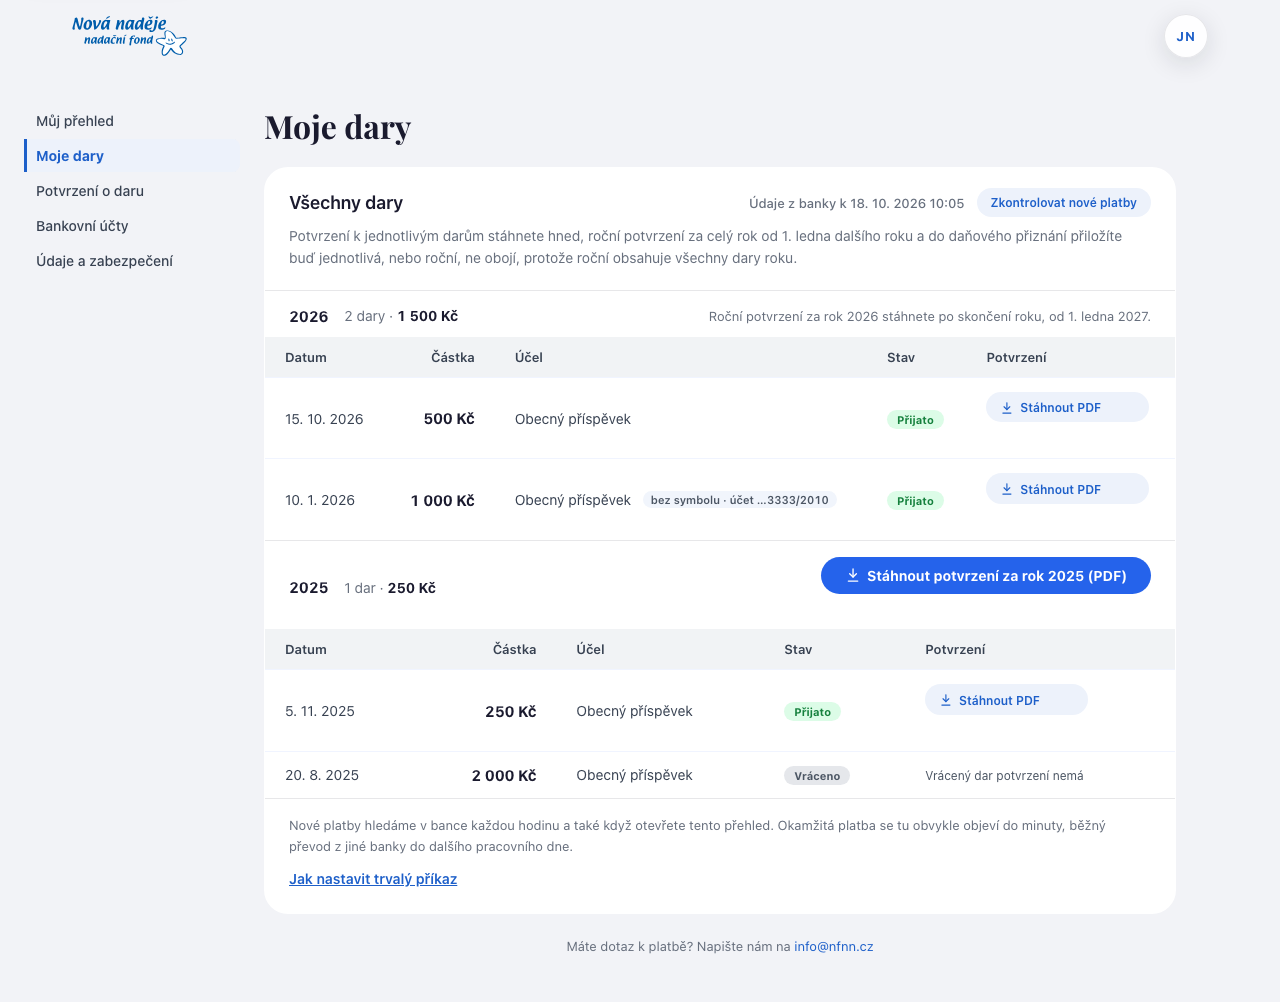 Nová naděje
nadační fond
JN
Můj přehled
Moje dary
Potvrzení o daru
Bankovní účty
Údaje a zabezpečení
Moje dary
Všechny dary
Údaje z banky k 18. 10. 2026 10:05
Zkontrolovat nové platby
Potvrzení k jednotlivým darům stáhnete hned, roční potvrzení za celý rok od 1. ledna dalšího roku a do daňového přiznání přiložíte
buď jednotlivá, nebo roční, ne obojí, protože roční obsahuje všechny dary roku.
2026 2 dary · 1 500 Kč
Roční potvrzení za rok 2026 stáhnete po skončení roku, od 1. ledna 2027.
Datum Částka Účel Stav Potvrzení
15. 10. 2026 500 Kč Obecný příspěvek Přijato Stáhnout PDF
10. 1. 2026 1 000 Kč Obecný příspěvek bez symbolu · účet …3333/2010 Přijato Stáhnout PDF
2025 1 dar · 250 Kč
Stáhnout potvrzení za rok 2025 (PDF)
Datum Částka Účel Stav Potvrzení
5. 11. 2025 250 Kč Obecný příspěvek Přijato Stáhnout PDF
20. 8. 2025 2 000 Kč Obecný příspěvek Vráceno Vrácený dar potvrzení nemá
Nové platby hledáme v bance každou hodinu a také když otevřete tento přehled. Okamžitá platba se tu obvykle objeví do minuty, běžný
převod z jiné banky do dalšího pracovního dne.
Jak nastavit trvalý příkaz
Máte dotaz k platbě? Napište nám na info@nfnn.cz